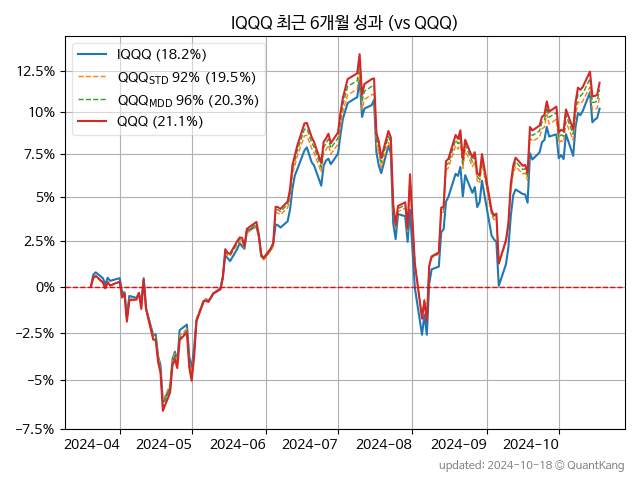 IQQQ 최근 6개월 성과 (vs QQQ)
IQQQ (18.2%)
QQQSTD 92% (19.5%)
QQQMDD 96% (20.3%)
QQQ (21.1%)
12.5%
10%
7.5%
5%
2.5%
0%
−2.5%
−5%
−7.5%
2024-04 2024-05 2024-06 2024-07 2024-08 2024-09 2024-10
updated: 2024-10-18 © QuantKang